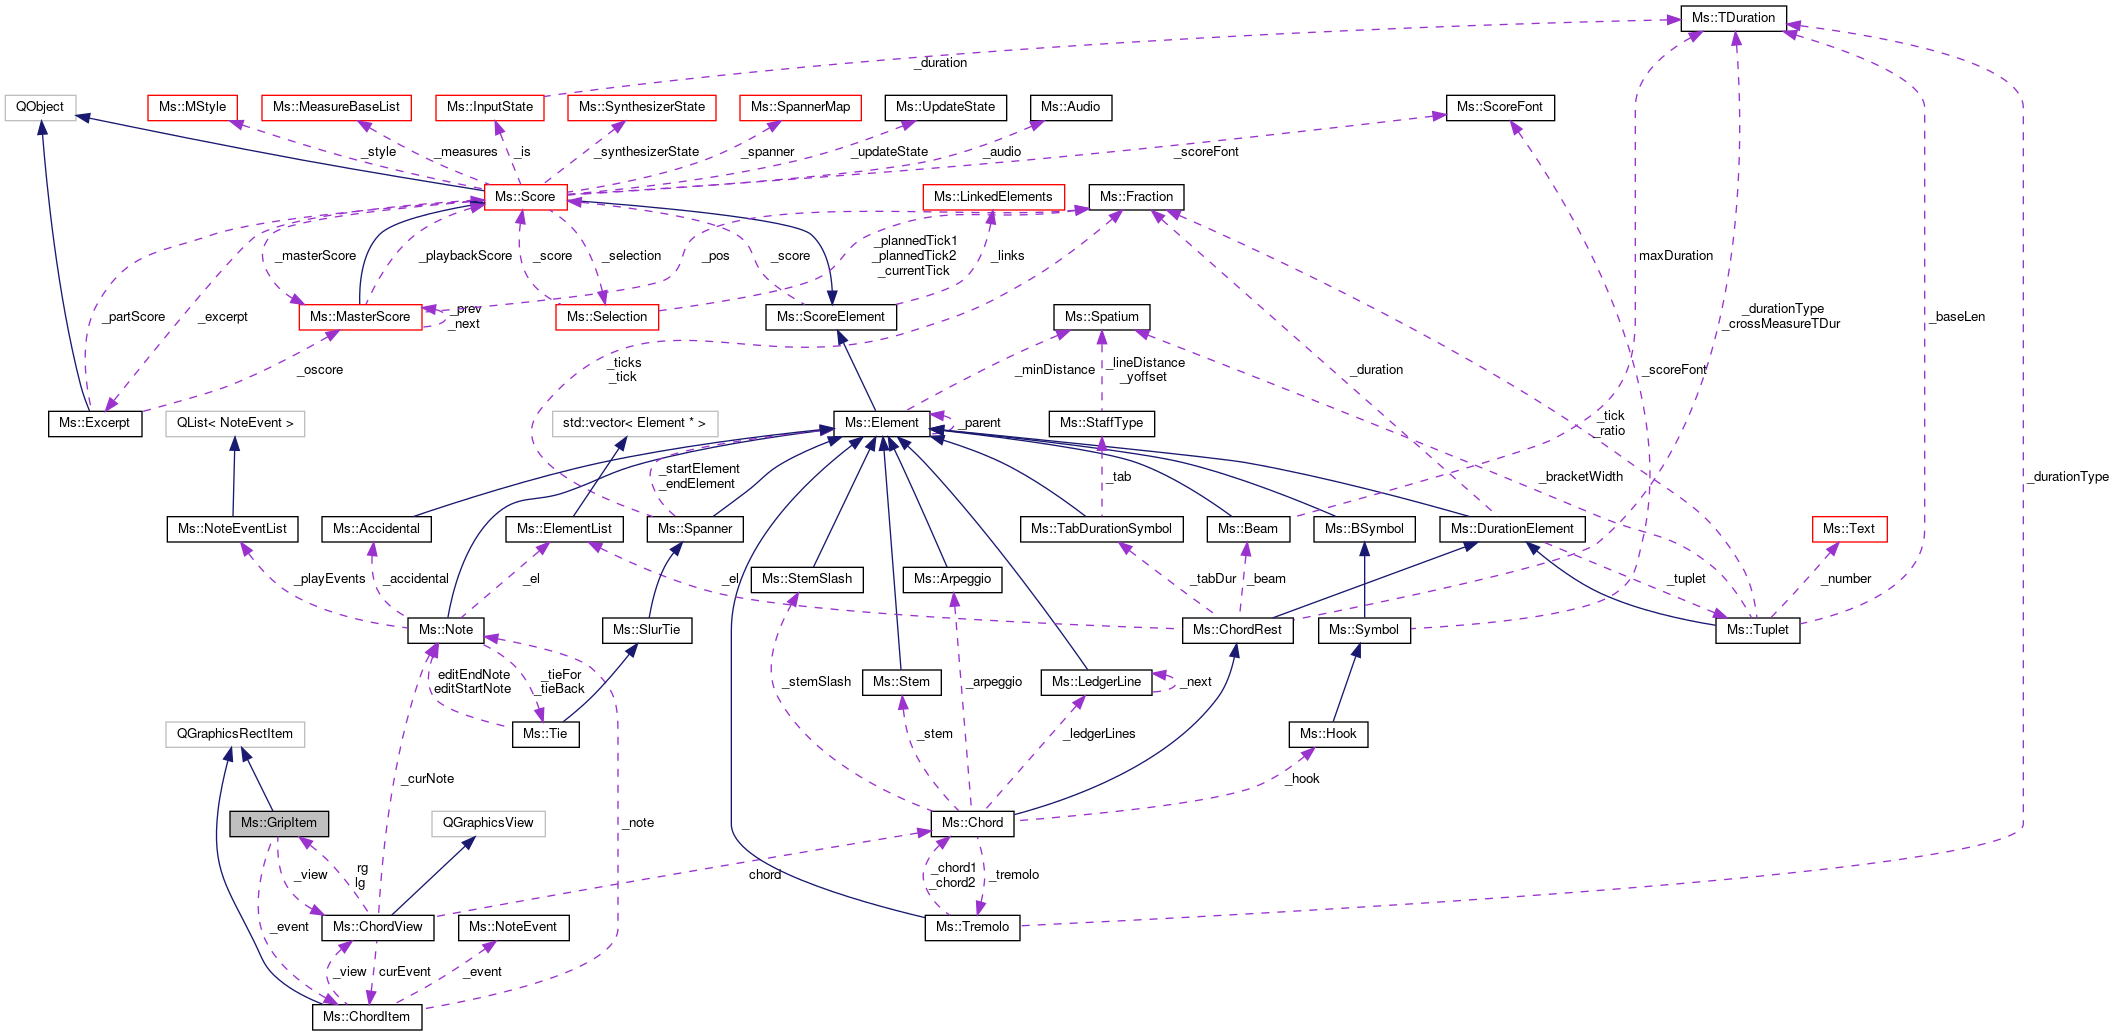 Ms::TDuration
_duration
QObject
Ms::MStyle
Ms::MeasureBaseList
Ms::InputState
Ms::SynthesizerState
Ms::SpannerMap
Ms::UpdateState
Ms::Audio
Ms::ScoreFont
_style
_measures
_is
_synthesizerState
_spanner
_updateState
_audio
_scoreFont
Ms::Score
Ms::LinkedElements
Ms::Fraction
_masterScore
_playbackScore
_score
_selection
_pos
_score
_plannedTick1
_plannedTick2
_currentTick
_links
maxDuration
_partScore
_excerpt
Ms::MasterScore
_prev
_next
Ms::Selection
Ms::ScoreElement
Ms::Spatium
_durationType
_crossMeasureTDur
_baseLen
_oscore
_ticks
_tick
_minDistance
_lineDistance
_yoffset
_duration
_scoreFont
Ms::Excerpt
QList< NoteEvent >
std::vector< Element * >
Ms::Element
_parent
Ms::StaffType
_tick
_ratio
_startElement
_endElement
_tab
_bracketWidth
_durationType
Ms::NoteEventList
Ms::Accidental
Ms::ElementList
Ms::Spanner
Ms::TabDurationSymbol
Ms::Beam
Ms::BSymbol
Ms::DurationElement
Ms::Text
_playEvents
_accidental
_el
_el
Ms::StemSlash
Ms::Arpeggio
_tabDur
_beam
_tuplet
_number
Ms::Note
Ms::SlurTie
Ms::ChordRest
Ms::Symbol
Ms::Tuplet
editEndNote
editStartNote
_tieFor
_tieBack
_stemSlash
Ms::Stem
_arpeggio
Ms::LedgerLine
_next
QGraphicsRectItem
Ms::Tie
_stem
_ledgerLines
Ms::Hook
_curNote
_hook
Ms::GripItem
QGraphicsView
_note
Ms::Chord
_view
rg
lg
chord
_chord1
_chord2
_tremolo
_event
Ms::ChordView
Ms::NoteEvent
Ms::Tremolo
_view
curEvent
_event
Ms::ChordItem